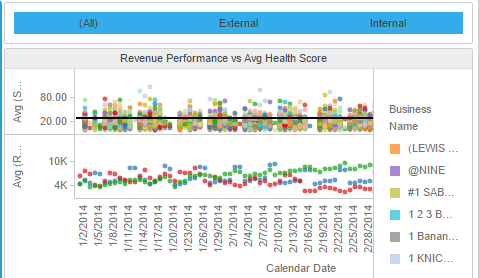 (All) External Internal
Revenue Performance vs Avg Health Score
Avg (S...
80.00
20.00
Avg (R...
10K
4K
1/2/2014
1/5/2014
1/8/2014
1/11/2014
1/14/2014
1/17/2014
1/20/2014
1/23/2014
1/26/2014
1/29/2014
2/1/2014
2/4/2014
2/7/2014
2/10/2014
2/13/2014
2/16/2014
2/19/2014
2/22/2014
2/25/2014
2/28/2014
Calendar Date
Business
Name
(LEWIS ...
@NINE
#1 SAB...
1 2 3 B...
1 Banan...
1 KNIC...